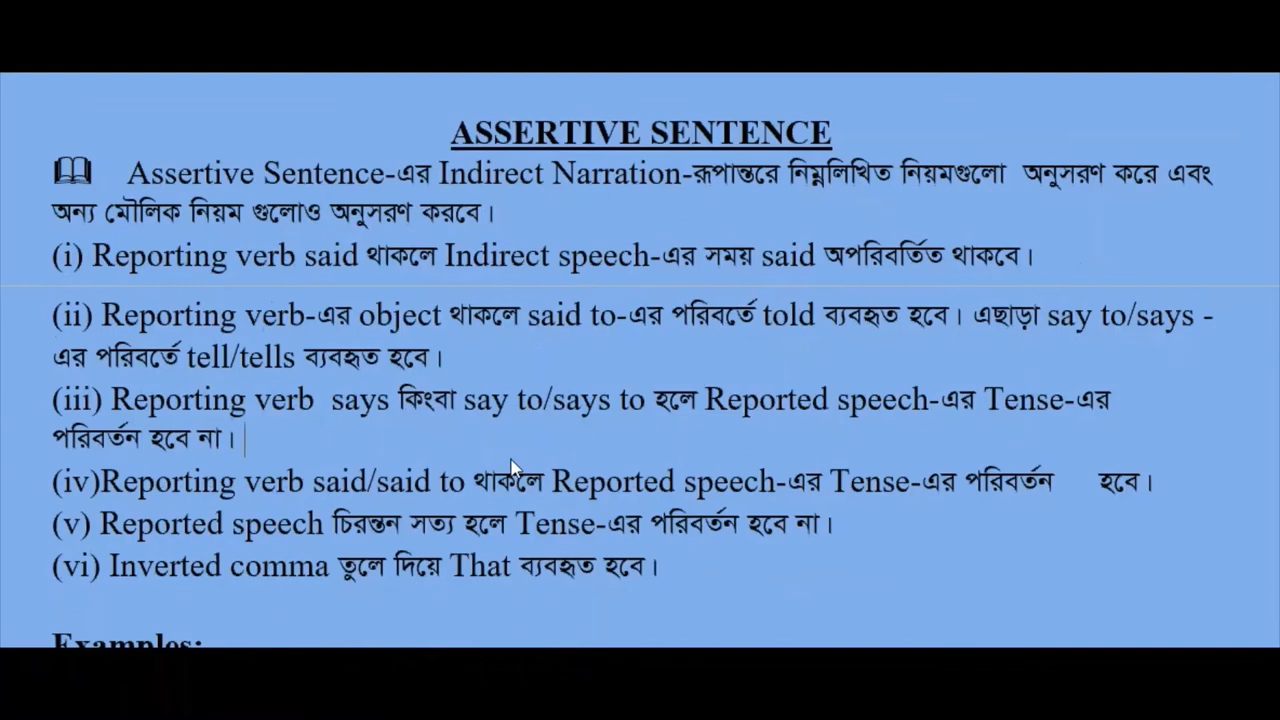 ASSERTIVE SENTENCE
Assertive Sentence-এর Indirect Narration-রূপান্তরে নিম্নলিখিত নিয়মগুলো অনুসরণ করে এবং
অন্য মৌলিক নিয়ম গুলোও অনুসরণ করবে।
(i) Reporting verb said থাকলে Indirect speech-এর সময় said অপরিবর্তিত থাকবে।
(ii) Reporting verb-এর object থাকলে said to-এর পরিবর্তে told ব্যবহৃত হবে। এছাড়া say to/says -
এর পরিবর্তে tell/tells ব্যবহৃত হবে।
(iii) Reporting verb says কিংবা say to/says to হলে Reported speech-এর Tense-এর
পরিবর্তন হবে না।
(iv)Reporting verb said/said to থাকলে Reported speech-এর Tense-এর পরিবর্তন হবে।
(v) Reported speech চিরন্তন সত্য হলে Tense-এর পরিবর্তন হবে না।
(vi) Inverted comma তুলে দিয়ে That ব্যবহৃত হবে।
Examples: